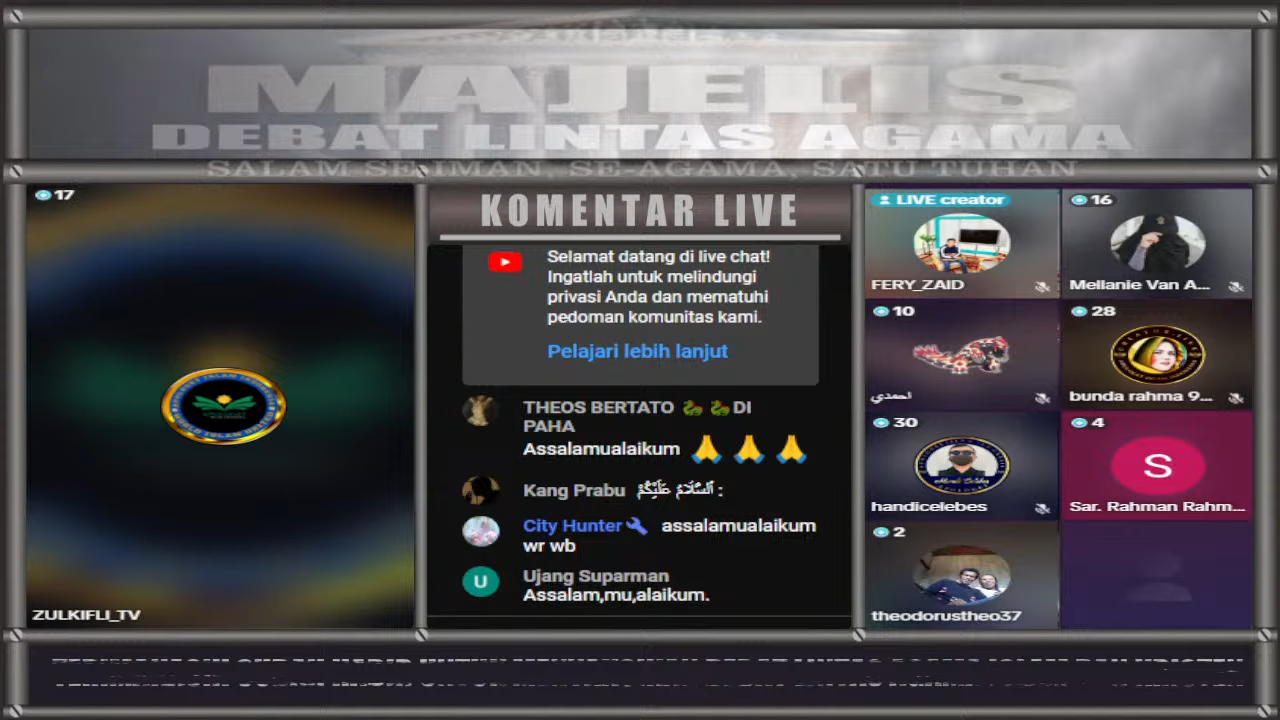 MAJELIS
DEBAT LINTAS AGAMA
SALAM SE-IMAN, SE-AGAMA, SATU TUHAN
17
ZULKIFLI_TV
KOMENTAR LIVE
Selamat datang di live chat!
Ingatlah untuk melindungi
privasi Anda dan mematuhi
pedoman komunitas kami.
Pelajari lebih lanjut
THEOS BERTATO 🐉 🐉DI
PAHA
Assalamualaikum 🙏 🙏 🙏
Kang Prabu اَلسَّلَامُ عَلَيْكُمْ :
City Hunter🔧 assalamualaikum
wr wb
U
Ujang Suparman
Assalam,mu,alaikum.
LIVE creator
FERY_ZAID
16
Mellanie Van A...
10
احمدي
28
bunda rahma 9...
30
handicelebes
4
S
Sar. Rahman Rahm...
2
theodorustheo37